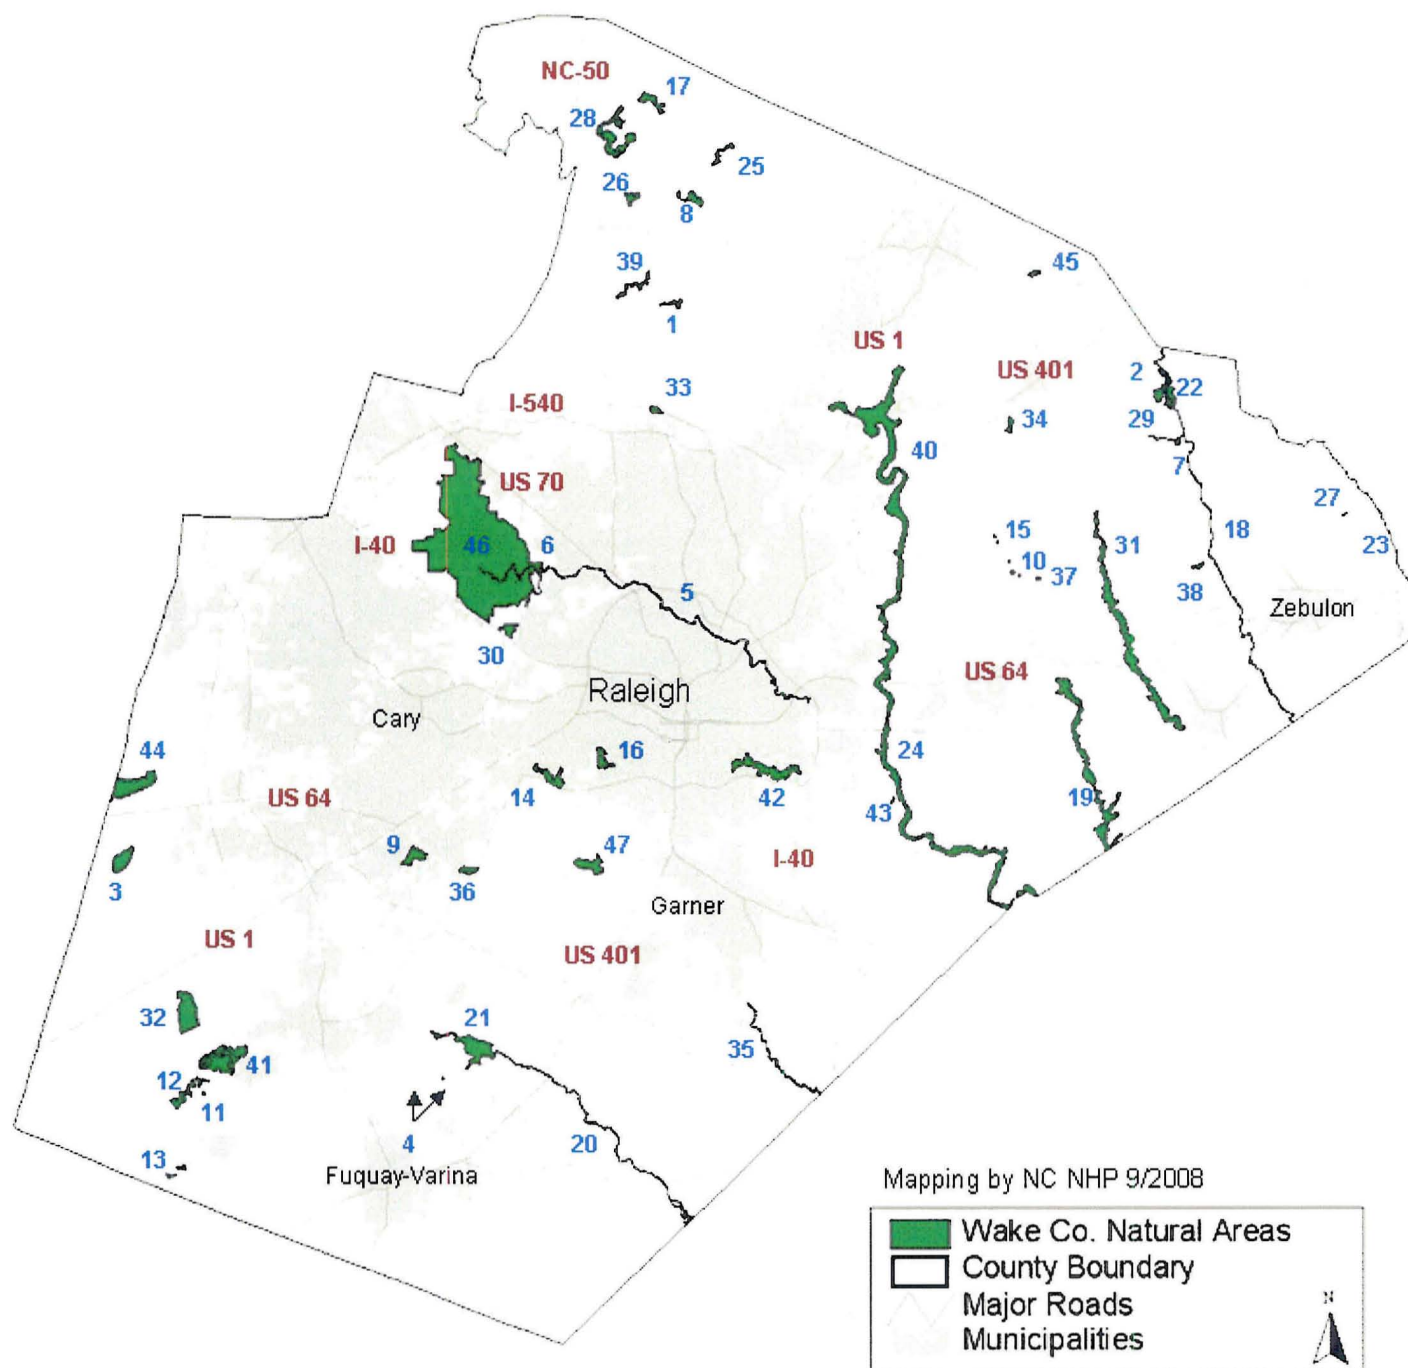 NC-50
17
28
25
26
8
39
45
1
US 1
2
US 401
22
33
I-540
34
29
40
7
US 70
27
15
18
I-40
46
6
31
23
10
37
5
38
Zebulon
30
US 64
Raleigh
Cary
44
16
24
US 64
14
42
43
19
9
47
I-40
3
36
Garner
US 1
US 401
32
21
35
41
12
11
4
20
13
Fuquay-Varina
Mapping by NC NHP 9/2008
Wake Co. Natural Areas
County Boundary
Major Roads
N
Municipalities